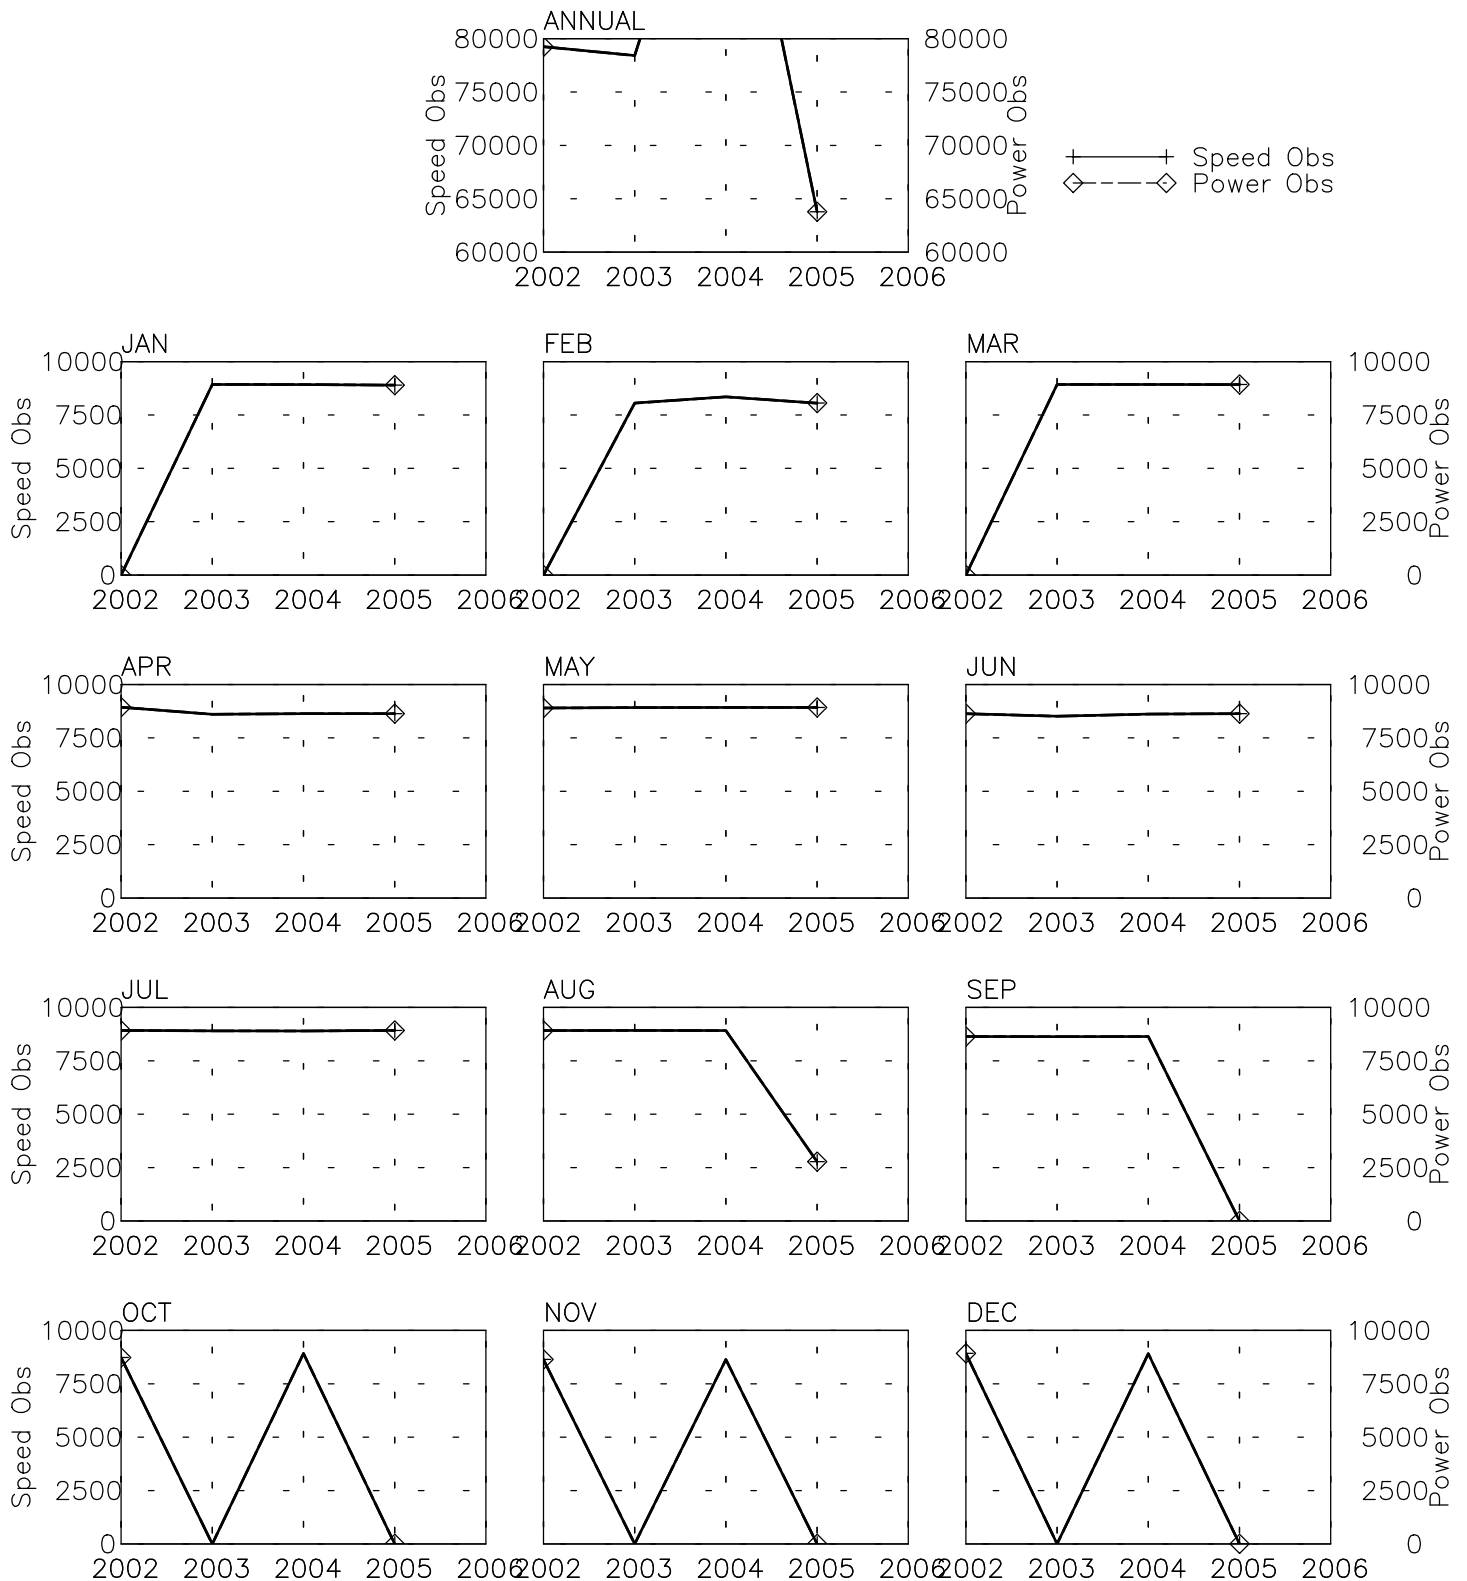 ANNUAL
80000 80000
75000 75000
70000 70000
65000 65000
60000 60000
Speed Obs
Power Obs
2002 2003 2004 2005 2006
Speed Obs
Power Obs
JAN FEB MAR
10000 10000
7500 7500
5000 5000
2500 2500
0 0
Speed Obs
Power Obs
2002 2003 2004 2005 2006 2002 2003 2004 2005 2006 2002 2003 2004 2005 2006
APR MAY JUN
10000 10000
7500 7500
5000 5000
2500 2500
0 0
Speed Obs
Power Obs
2002 2003 2004 2005 2006 2002 2003 2004 2005 2006 2002 2003 2004 2005 2006
JUL AUG SEP
10000 10000
7500 7500
5000 5000
2500 2500
0 0
Speed Obs
Power Obs
2002 2003 2004 2005 2006 2002 2003 2004 2005 2006 2002 2003 2004 2005 2006
OCT NOV DEC
10000 10000
7500 7500
5000 5000
2500 2500
0 0
Speed Obs
Power Obs
2002 2003 2004 2005 2006 2002 2003 2004 2005 2006 2002 2003 2004 2005 2006